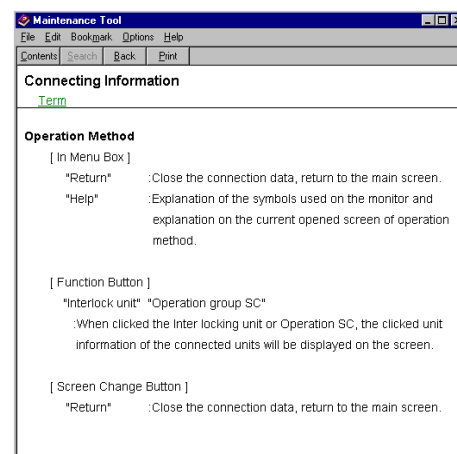 Maintenance Tool
File Edit Bookmark Options Help
Contents Search Back Print
Connecting Information
Term
Operation Method
[ In Menu Box ]
"Return" :Close the connection data, return to the main screen.
"Help" :Explanation of the symbols used on the monitor and
explanation on the current opened screen of operation
method.
[ Function Button ]
"Interlock unit" "Operation group SC"
:When clicked the Inter locking unit or Operation SC, the clicked unit
information of the connected units will be displayed on the screen.
[ Screen Change Button ]
"Return" :Close the connection data, return to the main screen.